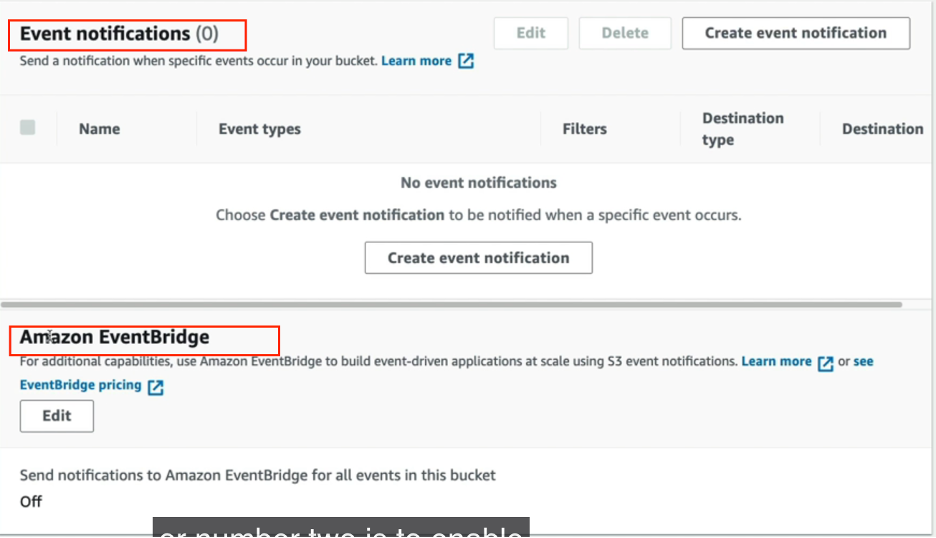 Event notifications (0)
Edit
Delete
Create event notification
Send a notification when specific events occur in your bucket. Learn more
Name
Event types
Filters
Destination
type
Destination
No event notifications
Choose Create event notification to be notified when a specific event occurs.
Create event notification
Amazon EventBridge
For additional capabilities, use Amazon EventBridge to build event-driven applications at scale using S3 event notifications. Learn more or see
EventBridge pricing
Edit
Send notifications to Amazon EventBridge for all events in this bucket
Off
or number two is to enable